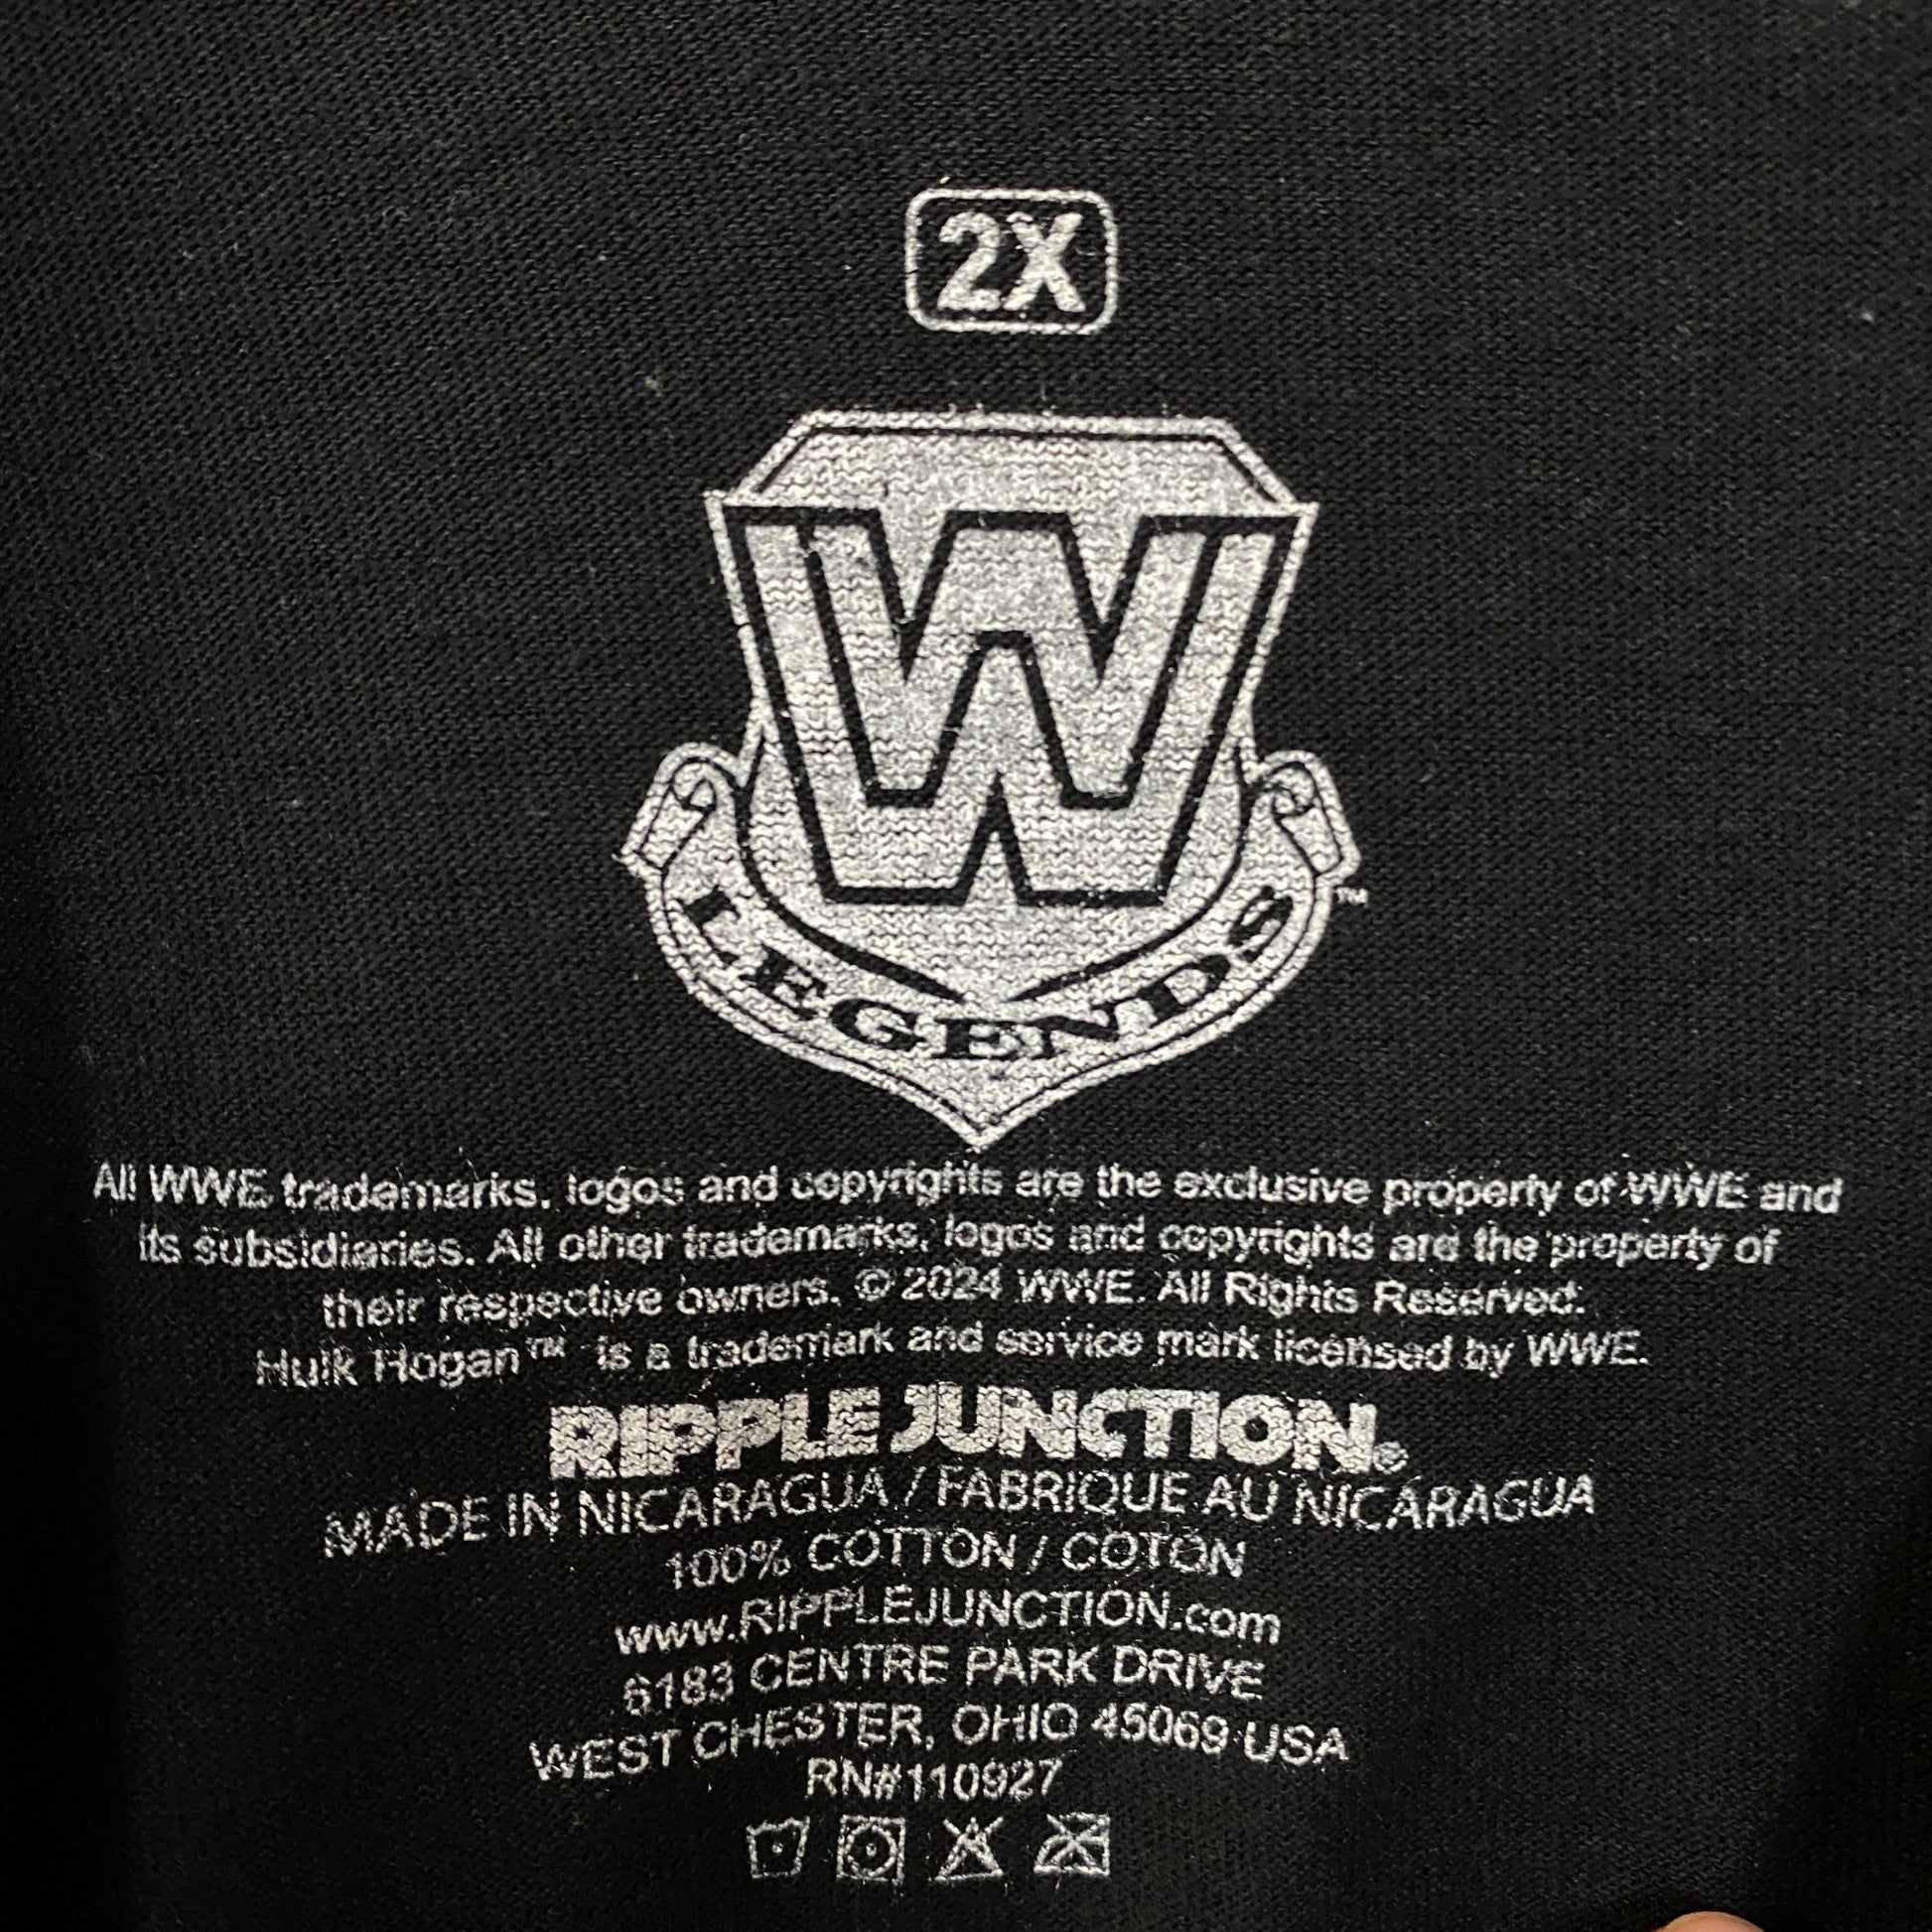 2X
W
LEGENDS ™
All WWE trademarks, logos and copyrights are the exclusive property of WWE and
its subsidiaries. All other trademarks, logos and copyrights are the property of
their respective owners. © 2024 WWE. All Rights Reserved.
Hulk Hogan™ is a trademark and service mark licensed by WWE.
RIPPLE JUNCTION®
MADE IN NICARAGUA / FABRIQUE AU NICARAGUA
100% COTTON / COTON
www.RIPPLEJUNCTION.com
6183 CENTRE PARK DRIVE
WEST CHESTER, OHIO 45069 USA
RN#110927